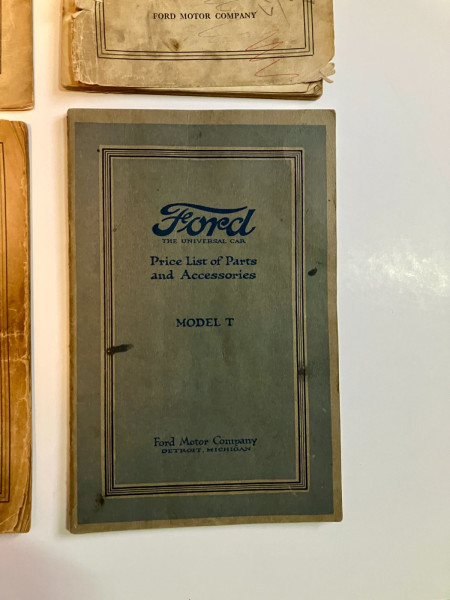 FORD MOTOR COMPANY
Ford
THE UNIVERSAL CAR
Price List of Parts
and Accessories
MODEL T
Ford Motor Company
DETROIT, MICHIGAN